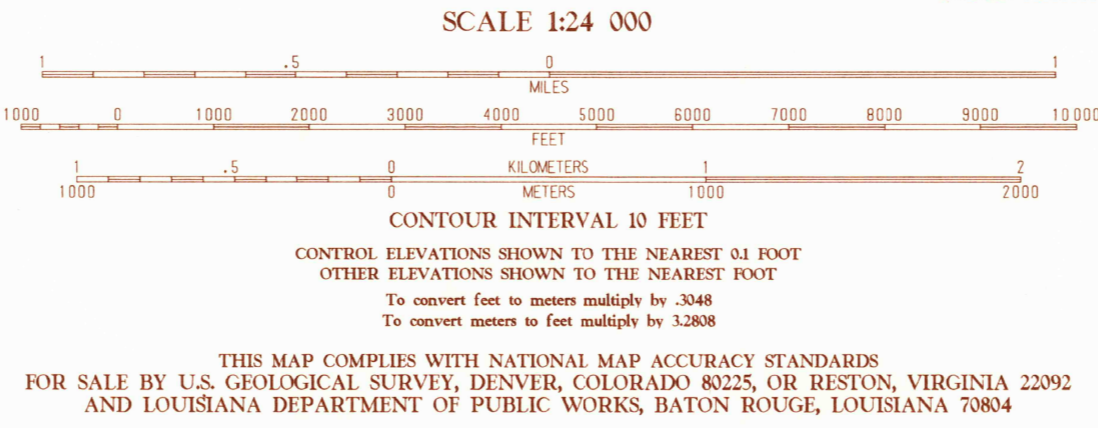 SCALE 1:24 000
1 .5 0 1
MILES
1000 0 1000 2000 3000 4000 5000 6000 7000 8000 9000 10 000
FEET
1 .5 0 KILOMETERS 1 2
1000 0 METERS 1000 2000
CONTOUR INTERVAL 10 FEET
CONTROL ELEVATIONS SHOWN TO THE NEAREST 0.1 FOOT
OTHER ELEVATIONS SHOWN TO THE NEAREST FOOT
To convert feet to meters multiply by .3048
To convert meters to feet multiply by 3.2808
THIS MAP COMPLIES WITH NATIONAL MAP ACCURACY STANDARDS
FOR SALE BY U.S. GEOLOGICAL SURVEY, DENVER, COLORADO 80225, OR RESTON, VIRGINIA 22092
AND LOUISIANA DEPARTMENT OF PUBLIC WORKS, BATON ROUGE, LOUISIANA 70804